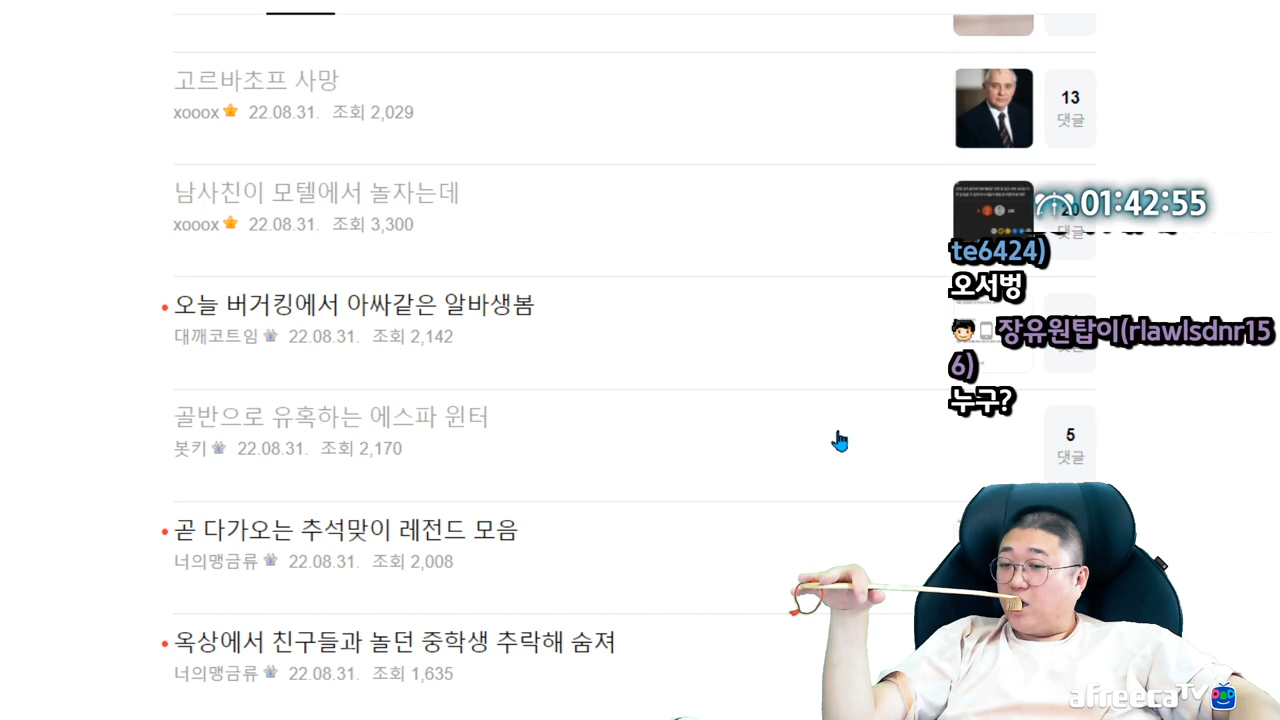 고르바초프 사망
xooox 22.08.31. 조회 2,029
13
댓글
남사친이 모텔에서 놀자는데
xooox 22.08.31. 조회 3,300
20
댓글
01:42:55
te6424)
오서벙
장유원탑이(rlawlsdnr15
6)
누구?
오늘 버거킹에서 아싸같은 알바생봄
대깨코트임 22.08.31. 조회 2,142
골반으로 유혹하는 에스파 윈터
봇키 22.08.31. 조회 2,170
5
댓글
곧 다가오는 추석맞이 레전드 모음
너의맹금류 22.08.31. 조회 2,008
옥상에서 친구들과 놀던 중학생 추락해 숨져
너의맹금류 22.08.31. 조회 1,635
afreecaTV